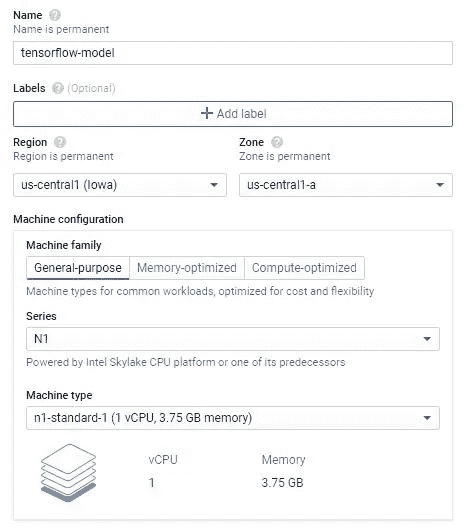 Name
Name is permanent
tensorflow-model
Labels (Optional)
Add label
Region Zone
Region is permanent Zone is permanent
us-central1 (Iowa) us-central1-a
Machine configuration
Machine family
General-purpose Memory-optimized Compute-optimized
Machine types for common workloads, optimized for cost and flexibility
Series
N1
Powered by Intel Skylake CPU platform or one of its predecessors
Machine type
n1-standard-1 (1 vCPU, 3.75 GB memory)
vCPU Memory
1 3.75 GB